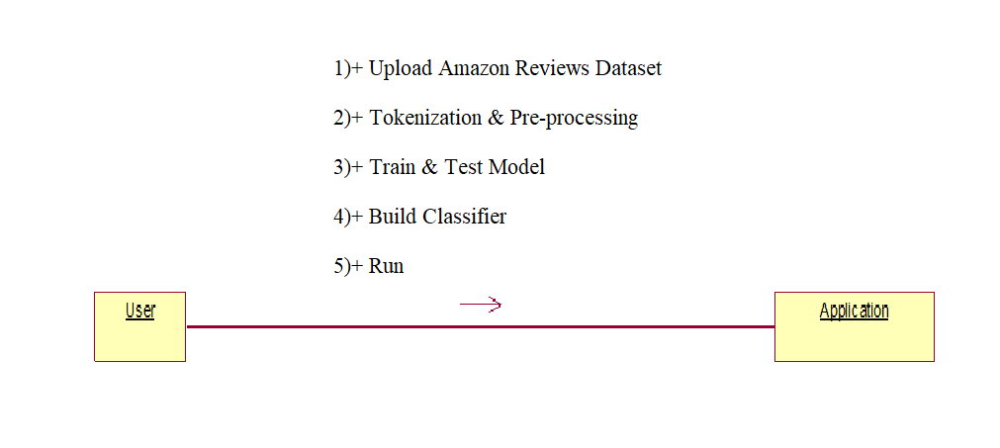 1)+ Upload Amazon Reviews Dataset
2)+ Tokenization & Pre-processing
3)+ Train & Test Model
4)+ Build Classifier
5)+ Run
User
Application